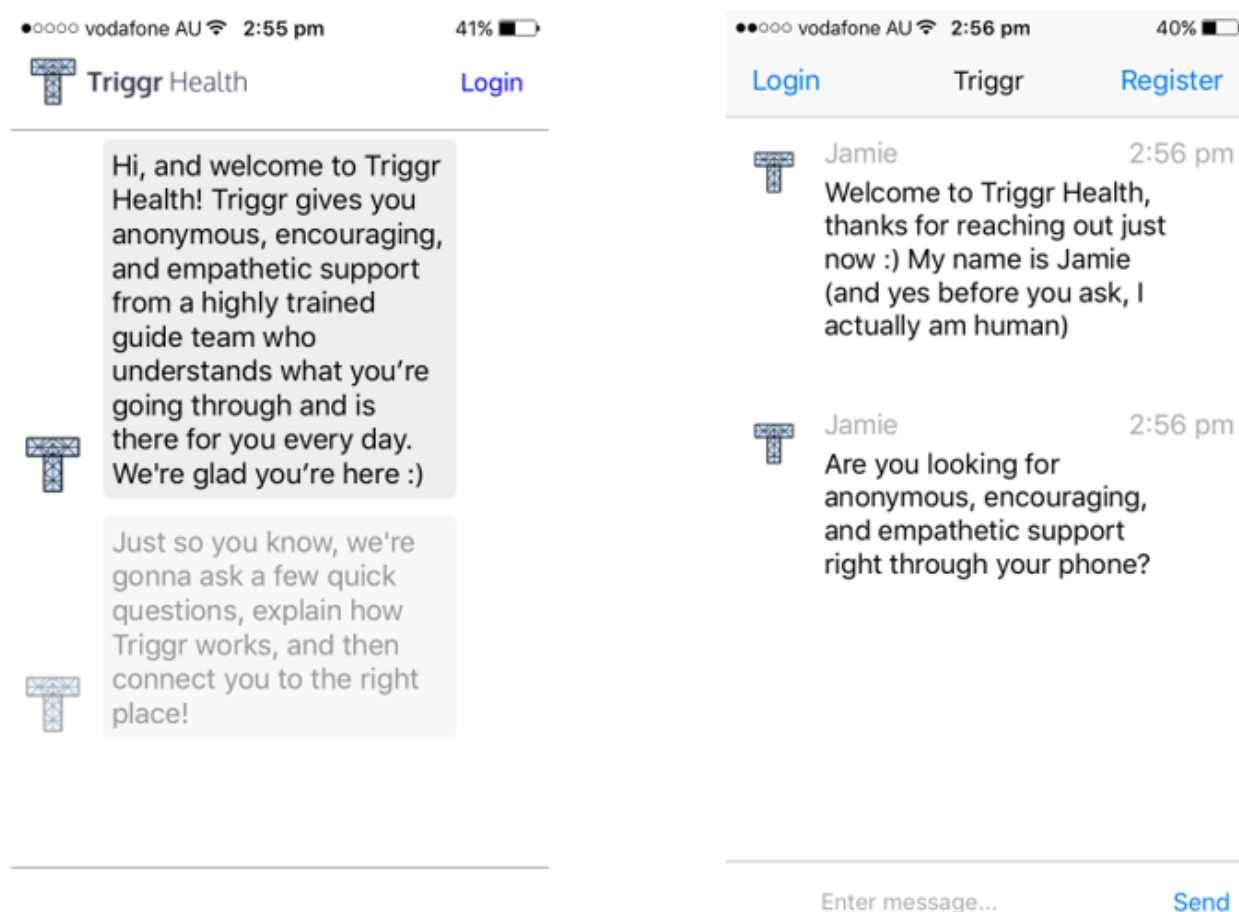 vodafone AU 2:55 pm 41%
Triggr Health Login
Hi, and welcome to Triggr
Health! Triggr gives you
anonymous, encouraging,
and empathetic support
from a highly trained
guide team who
understands what you’re
going through and is
there for you every day.
We're glad you’re here :)
Just so you know, we're
gonna ask a few quick
questions, explain how
Triggr works, and then
connect you to the right
place!
vodafone AU 2:56 pm 40%
Login Triggr Register
Jamie 2:56 pm
Welcome to Triggr Health,
thanks for reaching out just
now :) My name is Jamie
(and yes before you ask, I
actually am human)
Jamie 2:56 pm
Are you looking for
anonymous, encouraging,
and empathetic support
right through your phone?
Enter message... Send